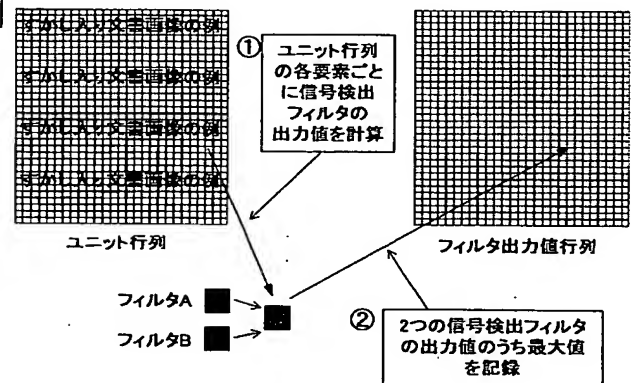 すかし入り文書画像の例
すかし入り文書画像の例
すかし入り文書画像の例
すかし入り文書画像の例
ユニット行列
①
ユニット行列
の各要素ごと
に信号検出
フィルタの
出力値を計算
フィルタ出力値行列
フィルタA
フィルタB
②
2つの信号検出フィルタ
の出力値のうち最大値
を記録